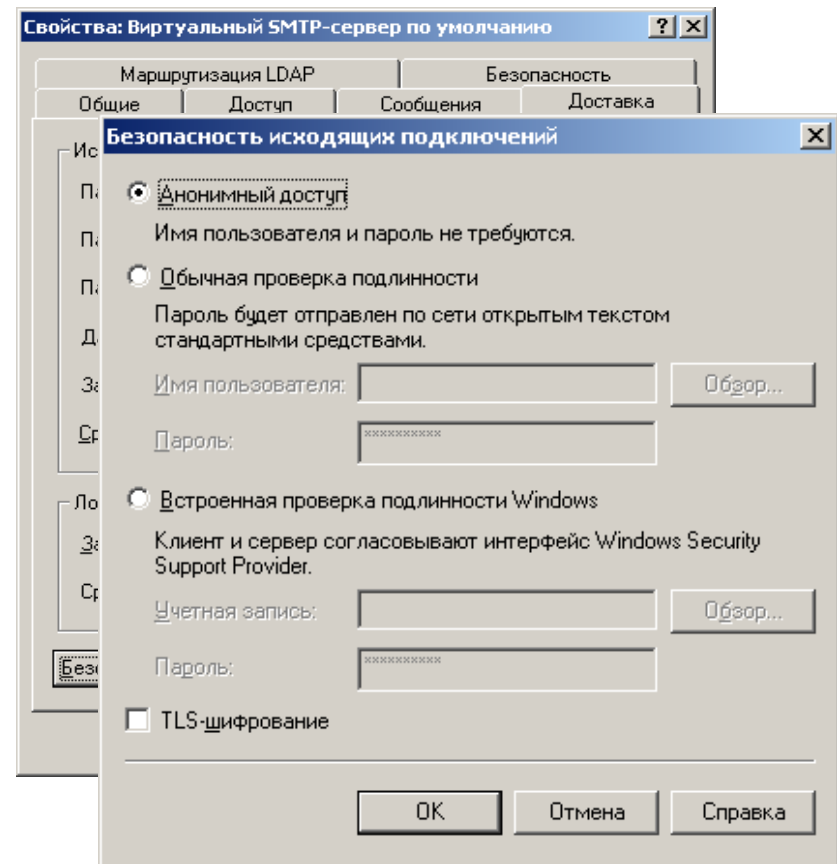 Свойства: Виртуальный SMTP-сервер по умолчанию
Маршрутизация LDAP
Безопасность
Общие
Доступ
Сообщения
Доставка
Безопасность исходящих подключений
Анонимный доступ
Имя пользователя и пароль не требуются.
Обычная проверка подлинности
Пароль будет отправлен по сети открытым текстом
стандартными средствами.
Имя пользователя:
Обзор...
Пароль:
**********
Встроенная проверка подлинности Windows
Клиент и сервер согласовывают интерфейс Windows Security
Support Provider.
Учетная запись:
Обзор...
Пароль:
**********
TLS-шифрование
OK
Отмена
Справка